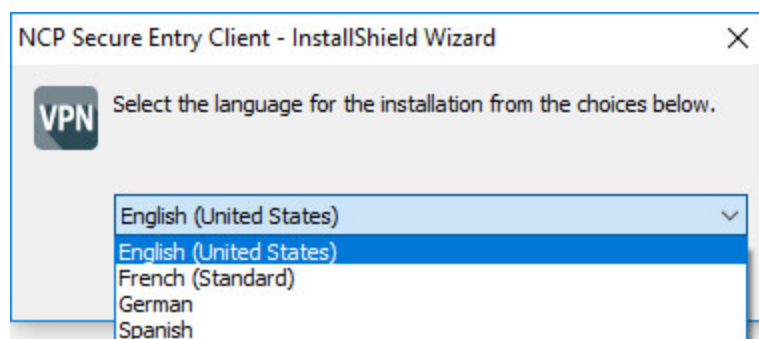 NCP Secure Entry Client - InstallShield Wizard
VPN
Select the language for the installation from the choices below.
English (United States)
English (United States)
French (Standard)
German
Spanish